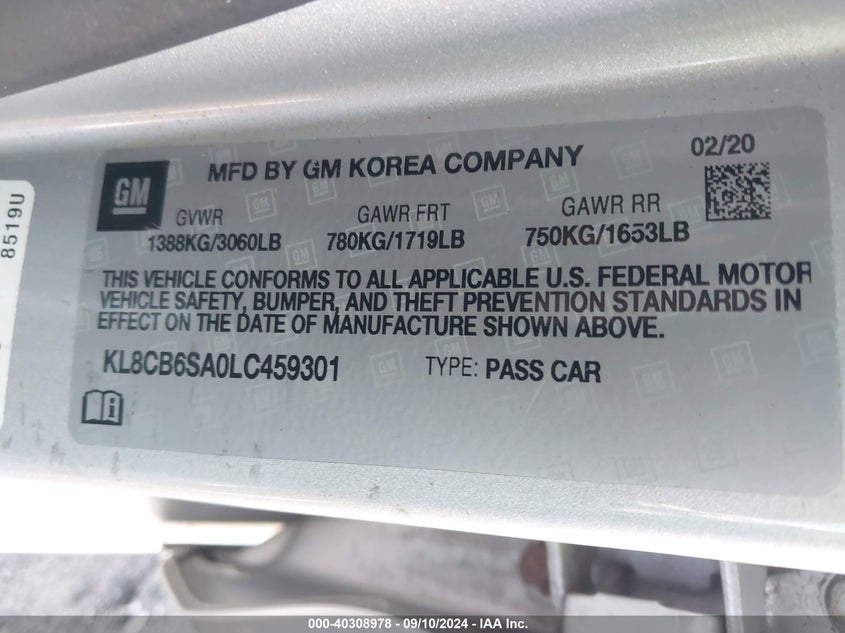 GM
MFD BY GM KOREA COMPANY
02/20
GVWR
GAWR FRT
GAWR RR
1388KG/3060LB
780KG/1719LB
750KG/1653LB
THIS VEHICLE CONFORMS TO ALL APPLICABLE U.S. FEDERAL MOTOR
VEHICLE SAFETY, BUMPER, AND THEFT PREVENTION STANDARDS IN
EFFECT ON THE DATE OF MANUFACTURE SHOWN ABOVE.
KL8CB6SA0LC459301
TYPE: PASS CAR
8519U
000-40308978 - 09/10/2024 - IAA Inc.